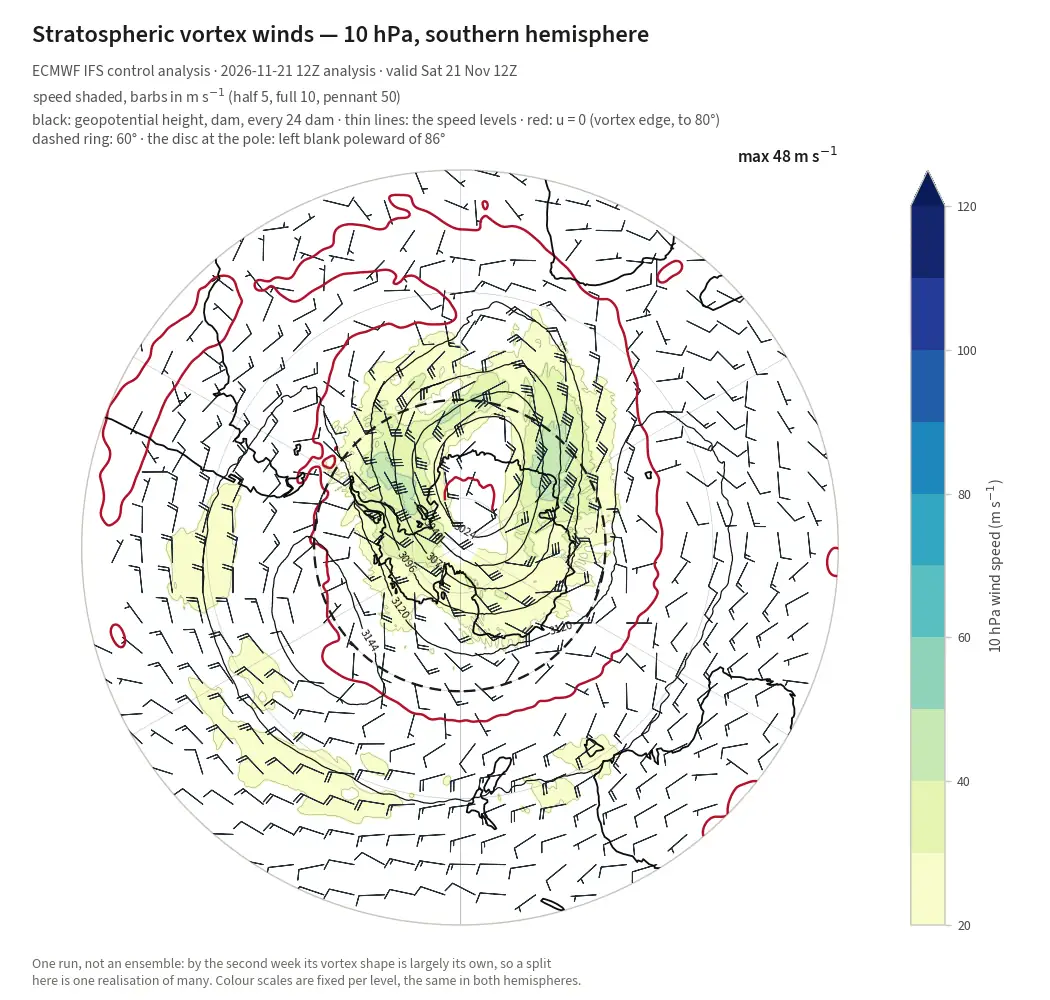 Stratospheric vortex winds — 10 hPa, southern hemisphere
ECMWF IFS control analysis · 2026-11-21 12Z analysis · valid Sat 21 Nov 12Z
speed shaded, barbs in m s⁻¹ (half 5, full 10, pennant 50)
black: geopotential height, dam, every 24 dam · thin lines: the speed levels · red: u = 0 (vortex edge, to 80°)
dashed ring: 60° · the disc at the pole: left blank poleward of 86°
max 48 m s⁻¹
120
100
80
60
40
20
10 hPa wind speed (m s⁻¹)
3024
3096
3120
3144
One run, not an ensemble: by the second week its vortex shape is largely its own, so a split
here is one realisation of many. Colour scales are fixed per level, the same in both hemispheres.